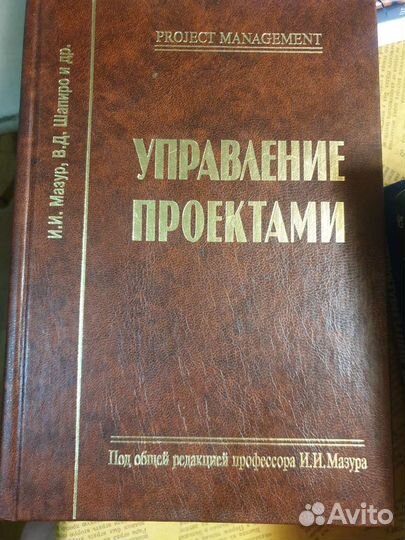 PROJECT MANAGEMENT
И.И. Мазур, В.Д. Шапиро и др.
УПРАВЛЕНИЕ
ПРОЕКТАМИ
Под общей редакцией профессора И.И.Мазура
Avito